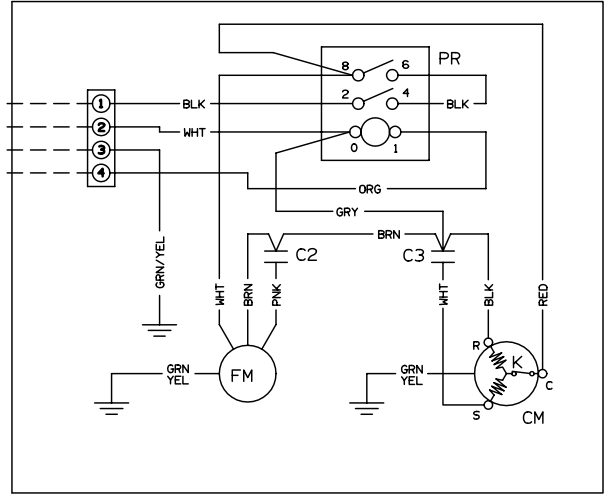 PR
8 6
1 BLK 2 4 BLK
2 WHT
3 0 1
4 ORG
GRY
BRN
C2 C3
GRN/YEL
WHT
BRN
PNK
WHT
BLK
RED
R
GRN
YEL
FM
GRN
YEL
K
C
S
CM